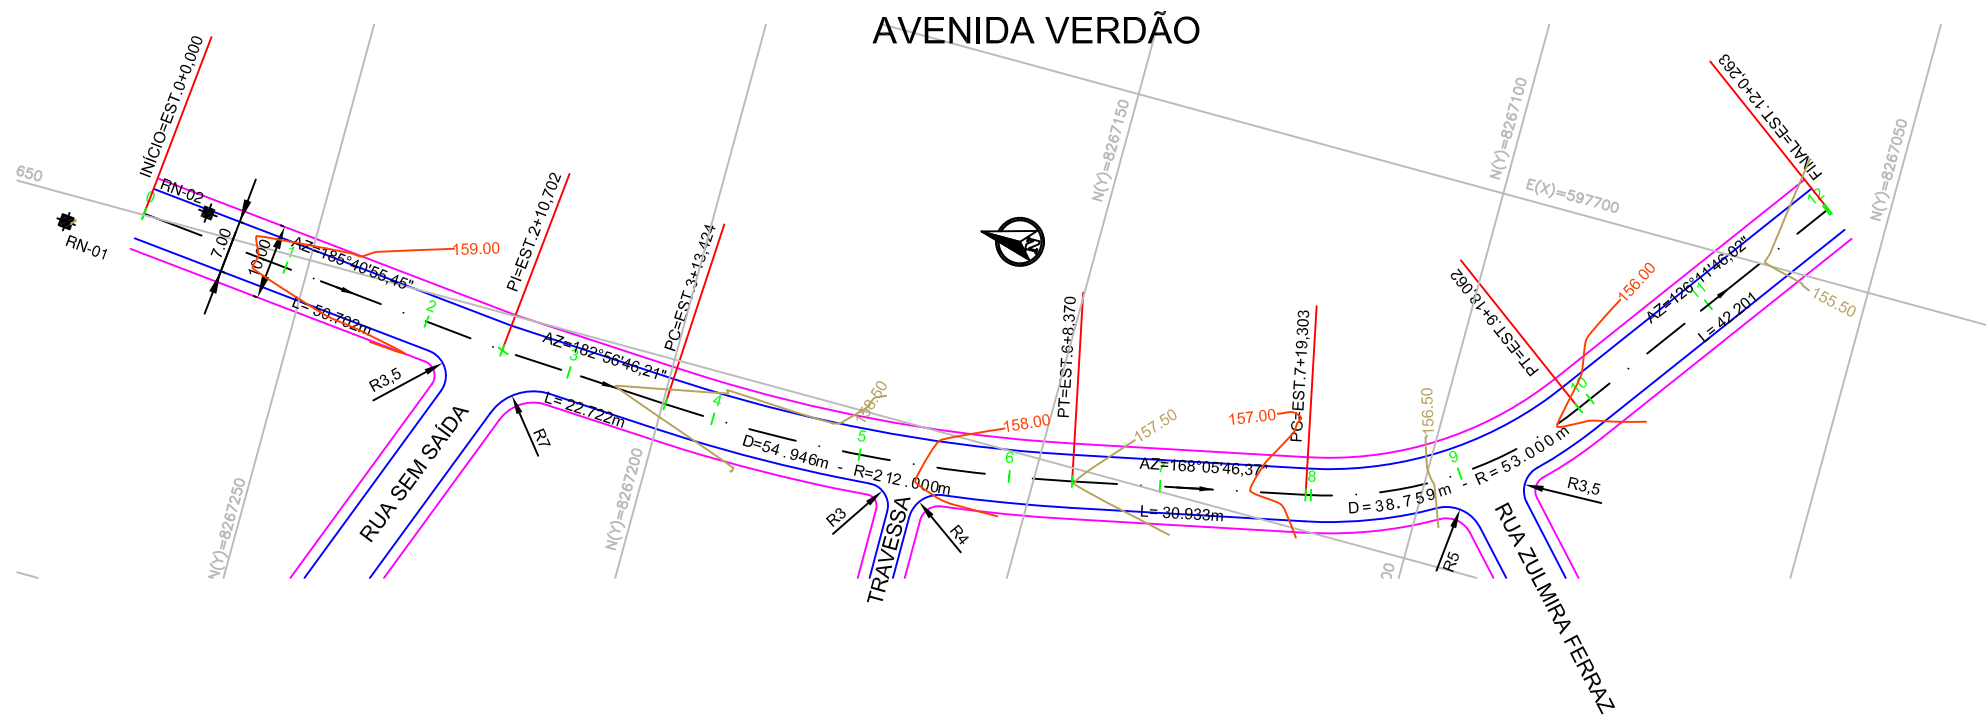 AVENIDA VERDÃO
INÍCIO=EST.0+0,000
650
RN-02
RN-01
0
7.00
10.00
1
AZ=185°40'55,45"
L= 50.702m
159.00
2
PI=EST.2+10,702
R3,5
RUA SEM SAÍDA
R7
N(Y)=8267250
AZ=182°56'46,21"
3
L= 22.722m
PC=EST.3+13,424
N(Y)=8267200
4
D=54.946m - R=212.000m
158.50
5
R3
TRAVESSA
R4
158.00
6
PT=EST.6+8,370
N(Y)=8267150
157.50
AZ=168°05'46,37"
7
L= 30.933m
157.00
PC=EST.7+19,303
8
D=38.759m - R=53.000m
156.50
9
R5
00
RUA ZULMIRA FERRAZ
R3,5
PT=EST.9+18,062
10
156.00
N(Y)=8267100
E(X)=597700
AZ=126°11'46,02"
11
L= 42.201
155.50
FINAL=EST.12+0,263
12
N(Y)=8267050